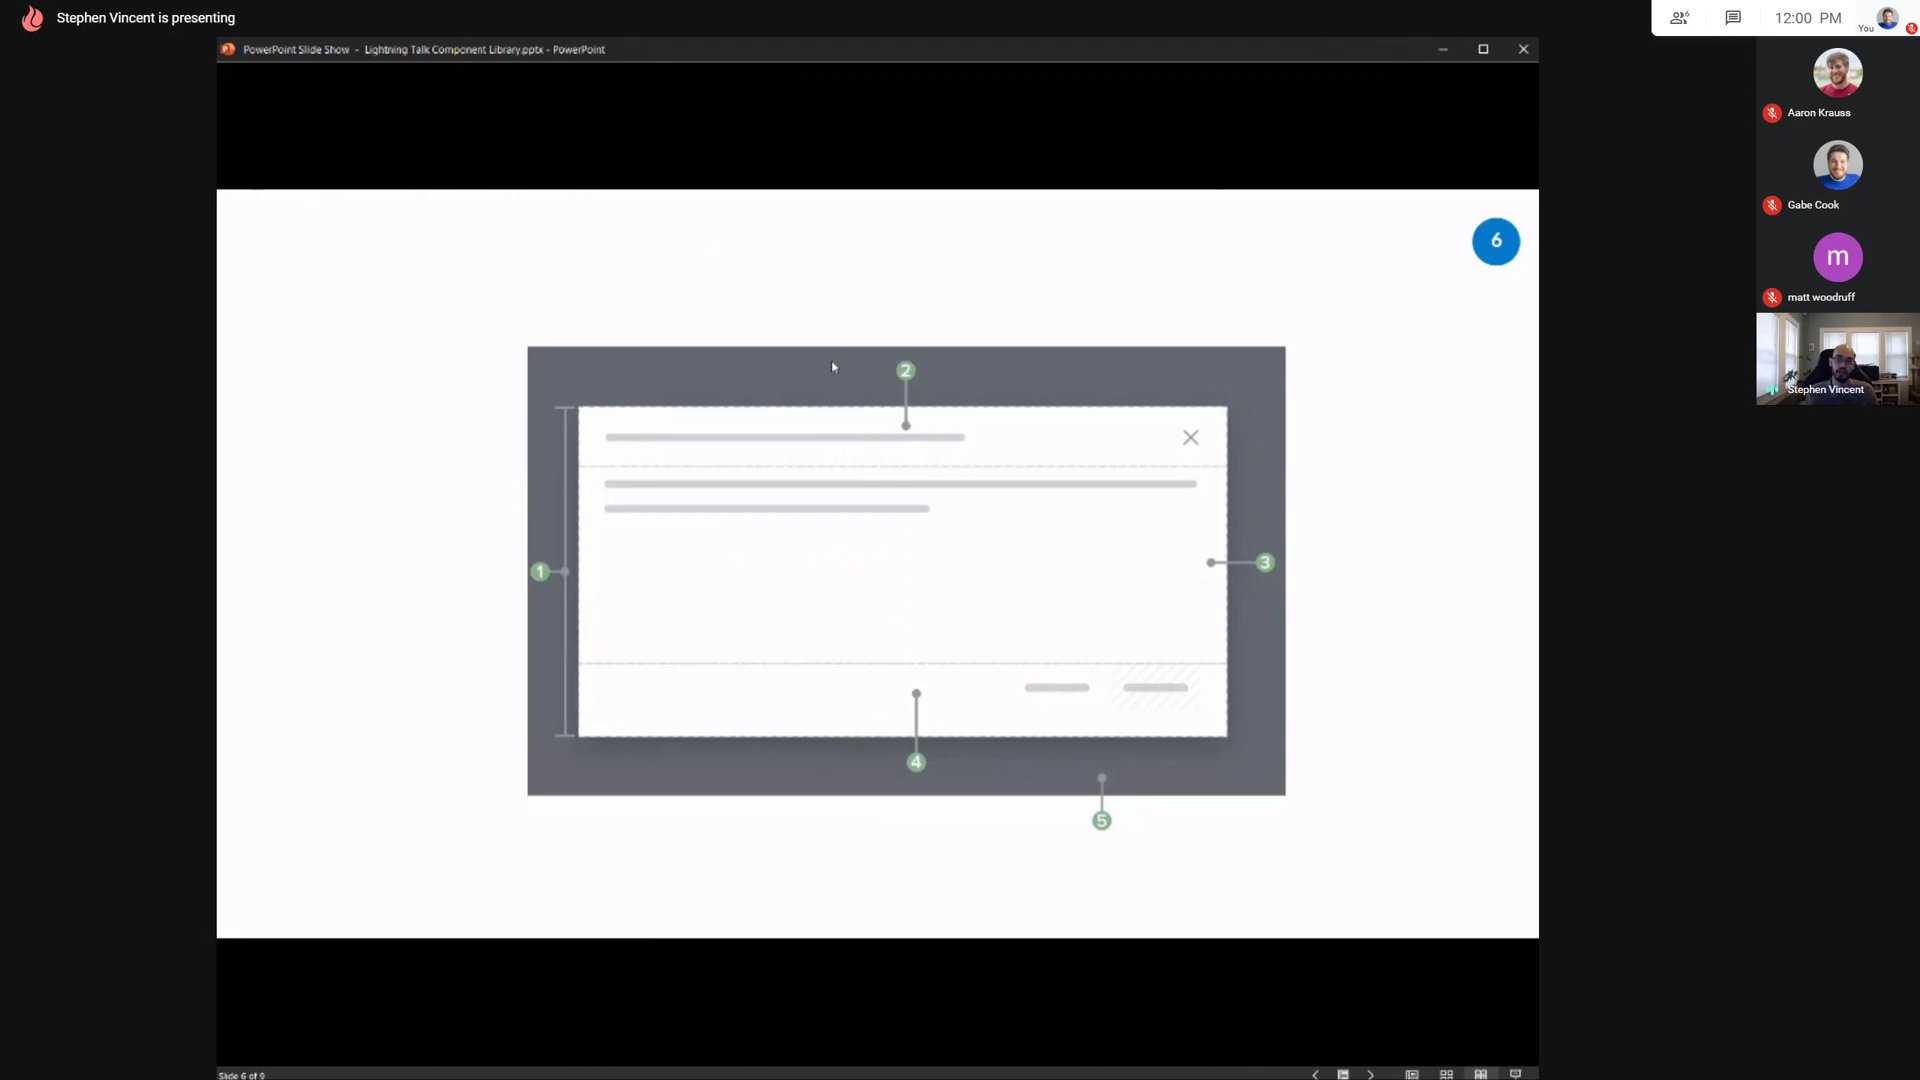 Stephen Vincent is presenting
6
12:00 PM
You
PowerPoint Slide Show - Lightning Talk Component Library.pptx - PowerPoint
Aaron Krauss
Gabe Cook
m
matt woodruff
Stephen Vincent
6
2
1
3
4
5
Slide 6 of 9